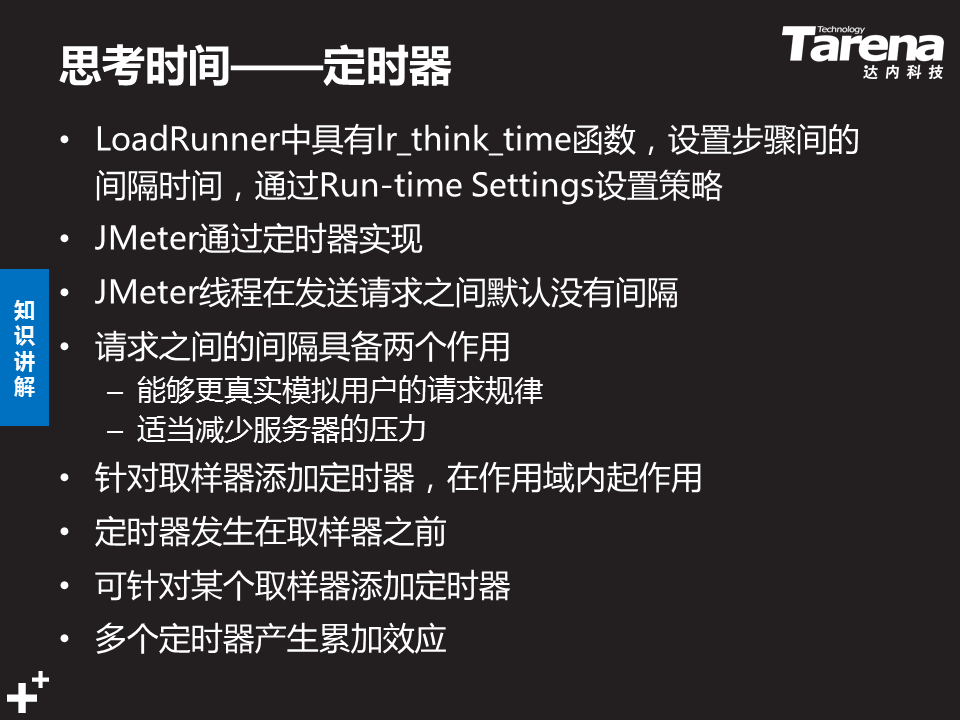 思考时间——定时器
Technology
Tarena
达内科技
• LoadRunner中具有lr_think_time函数，设置步骤间的
间隔时间，通过Run-time Settings设置策略
• JMeter通过定时器实现
• JMeter线程在发送请求之间默认没有间隔
• 请求之间的间隔具备两个作用
– 能够更真实模拟用户的请求规律
– 适当减少服务器的压力
• 针对取样器添加定时器，在作用域内起作用
• 定时器发生在取样器之前
• 可针对某个取样器添加定时器
• 多个定时器产生累加效应
知
识
讲
解